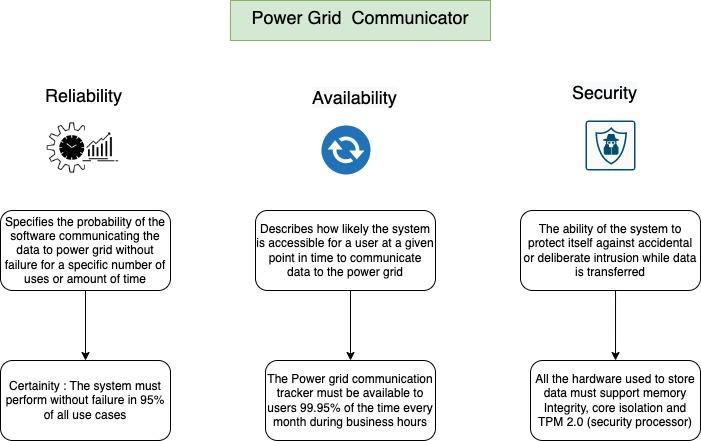 Power Grid Communicator
Reliability
Availability
Security
Specifies the probability of the
software communicating the
data to power grid without
failure for a specific number of
uses or amount of time
Describes how likely the system
is accessible for a user at a given
point in time to communicate
data to the power grid
The ability of the system to
protect itself against accidental
or deliberate intrusion while data
is transferred
Certainity : The system must
perform without failure in 95%
of all use cases
The Power grid communication
tracker must be available to
users 99.95% of the time every
month during business hours
All the hardware used to store
data must support memory
Integrity, core isolation and
TPM 2.0 (security processor)